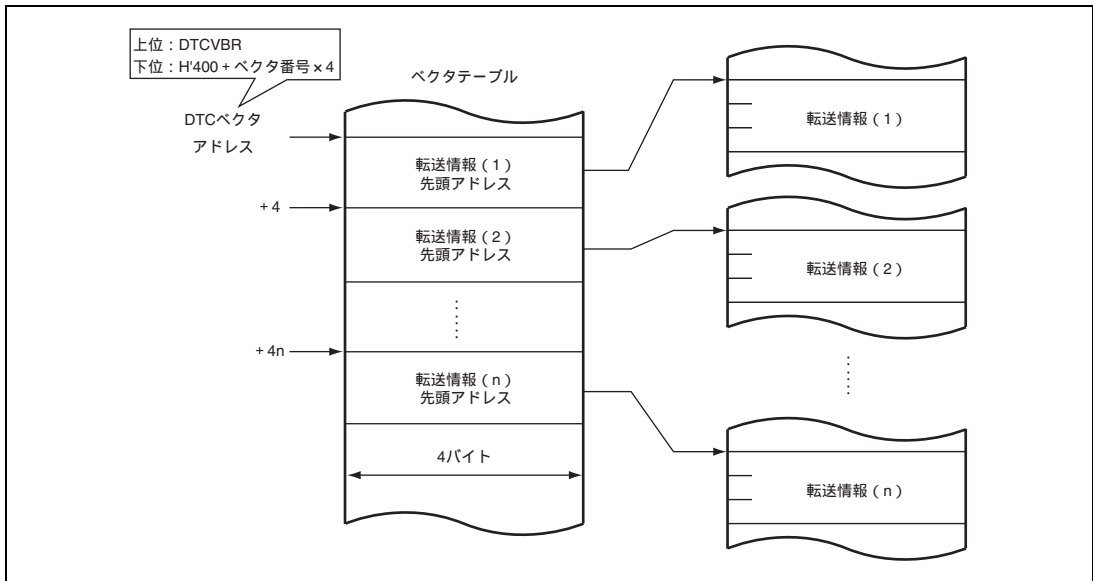 上位：DTCVBR
下位：H'400 + ベクタ番号 × 4
DTCベクタ
アドレス
ベクタテーブル
転送情報（1）
先頭アドレス
+ 4
転送情報（2）
先頭アドレス
+ 4n
転送情報（n）
先頭アドレス
4バイト
転送情報（1）
転送情報（2）
転送情報（n）